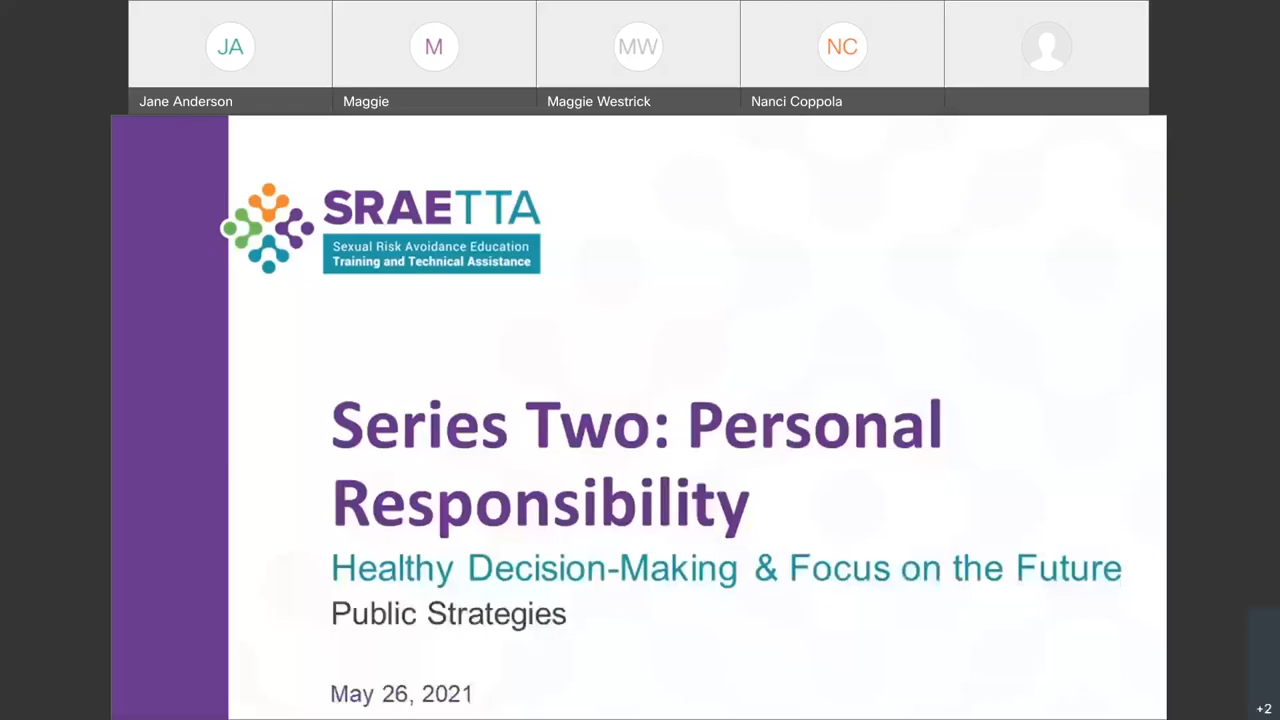 JA
M
MW
NC
Jane Anderson
Maggie
Maggie Westrick
Nanci Coppola
SRAETTA
Sexual Risk Avoidance Education
Training and Technical Assistance
Series Two: Personal
Responsibility
Healthy Decision-Making & Focus on the Future
Public Strategies
May 26, 2021
+2